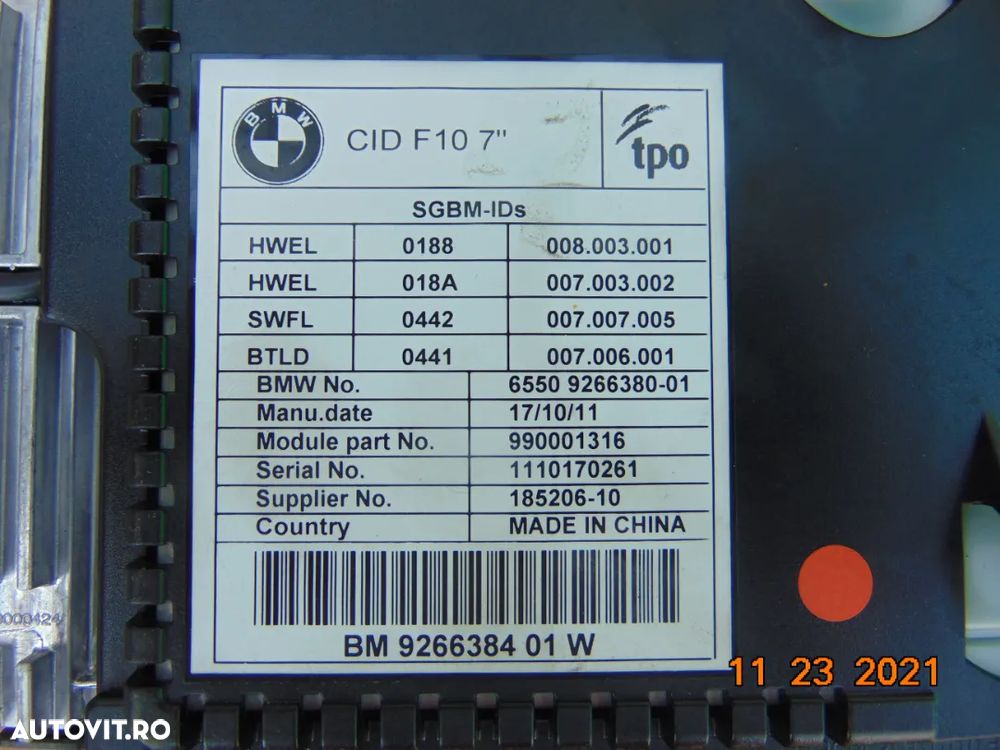 BMW
CID F10 7"
tpo
SGBM-IDs
HWEL 0188 008.003.001
HWEL 018A 007.003.002
SWFL 0442 007.007.005
BTLD 0441 007.006.001
BMW No. 6550 9266380-01
Manu.date 17/10/11
Module part No. 990001316
Serial No. 1110170261
Supplier No. 185206-10
Country MADE IN CHINA
BM 9266384 01 W
0000424
11 23 2021
AUTOVIT.RO